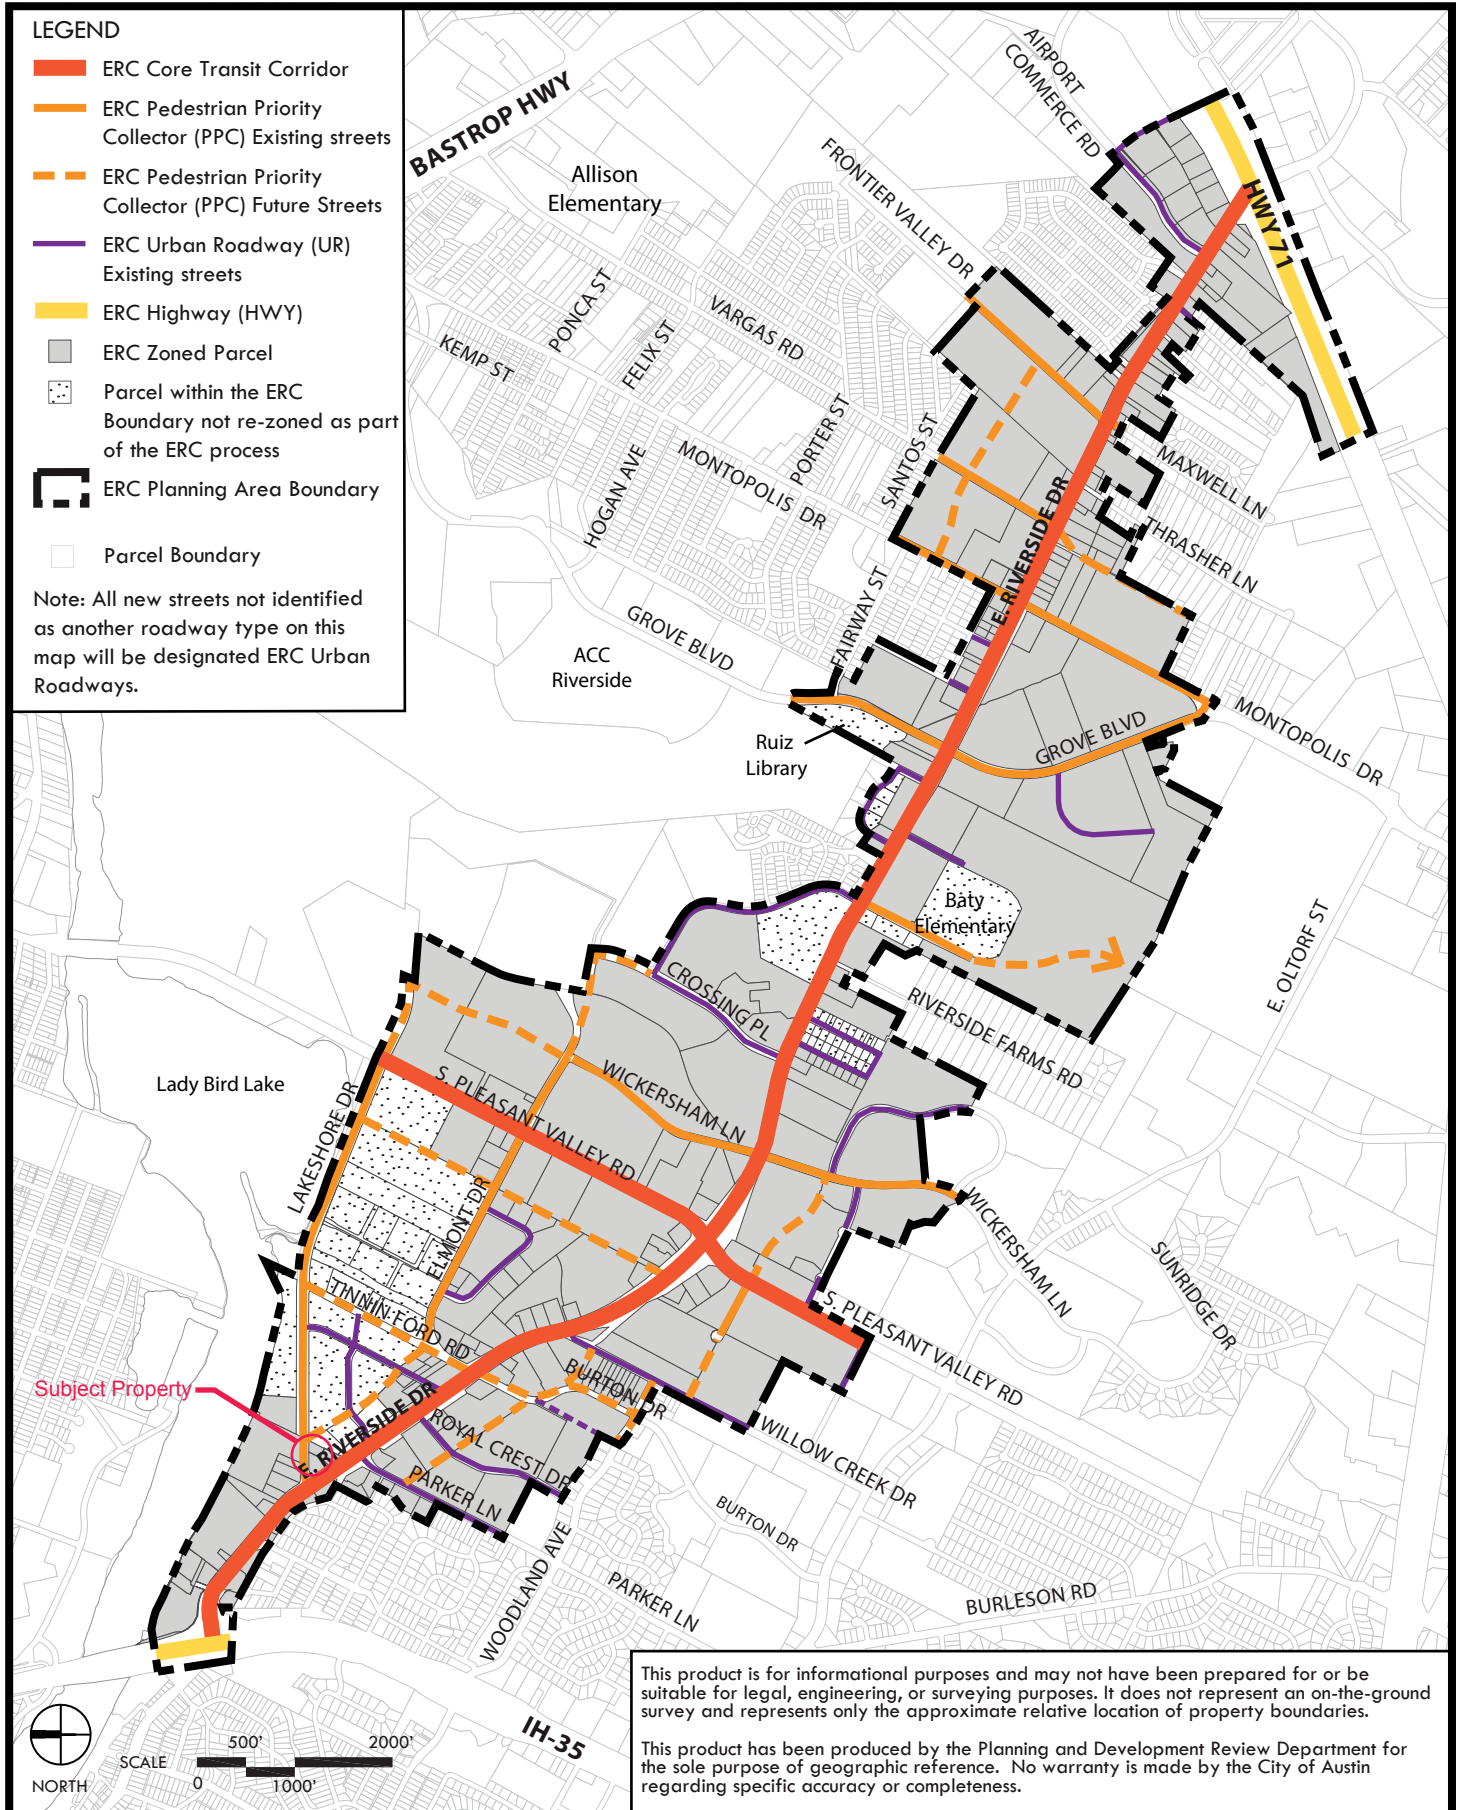 LEGEND
ERC Core Transit Corridor
ERC Pedestrian Priority
Collector (PPC) Existing streets
ERC Pedestrian Priority
Collector (PPC) Future Streets
ERC Urban Roadway (UR)
Existing streets
ERC Highway (HWY)
ERC Zoned Parcel
Parcel within the ERC
Boundary not re-zoned as part
of the ERC process
ERC Planning Area Boundary
Parcel Boundary
Note: All new streets not identified
as another roadway type on this
map will be designated ERC Urban
Roadways.
BASTROP HWY
AIRPORT
COMMERCE RD
HWY 71
Allison
Elementary
FRONTIER VALLEY DR
PONCA ST
VARGAS RD
KEMP ST
FELIX ST
PORTER ST
SANTOS ST
MONTOPOLIS DR
HOGAN AVE
MAXWELL LN
THRASHER LN
E. RIVERSIDE DR
FAIRWAY ST
GROVE BLVD
ACC
Riverside
Ruiz
Library
GROVE BLVD
MONTOPOLIS DR
Baty
Elementary
E. OLTORF ST
CROSSING PL
RIVERSIDE FARMS RD
Lady Bird Lake
LAKESHORE DR
S. PLEASANT VALLEY RD
WICKERSHAM LN
ELMONT DR
WICKERSHAM LN
SUNRIDGE DR
TINNIN FORD RD
S. PLEASANT VALLEY RD
Subject Property
E. RIVERSIDE DR
BURTON DR
ROYAL CREST DR
PARKER LN
WILLOW CREEK DR
BURTON DR
WOODLAND AVE
PARKER LN
BURLESON RD
IH-35
NORTH
SCALE
500'
2000'
0
1000'
This product is for informational purposes and may not have been prepared for or be
suitable for legal, engineering, or surveying purposes. It does not represent an on-the-ground
survey and represents only the approximate relative location of property boundaries.
This product has been produced by the Planning and Development Review Department for
the sole purpose of geographic reference. No warranty is made by the City of Austin
regarding specific accuracy or completeness.